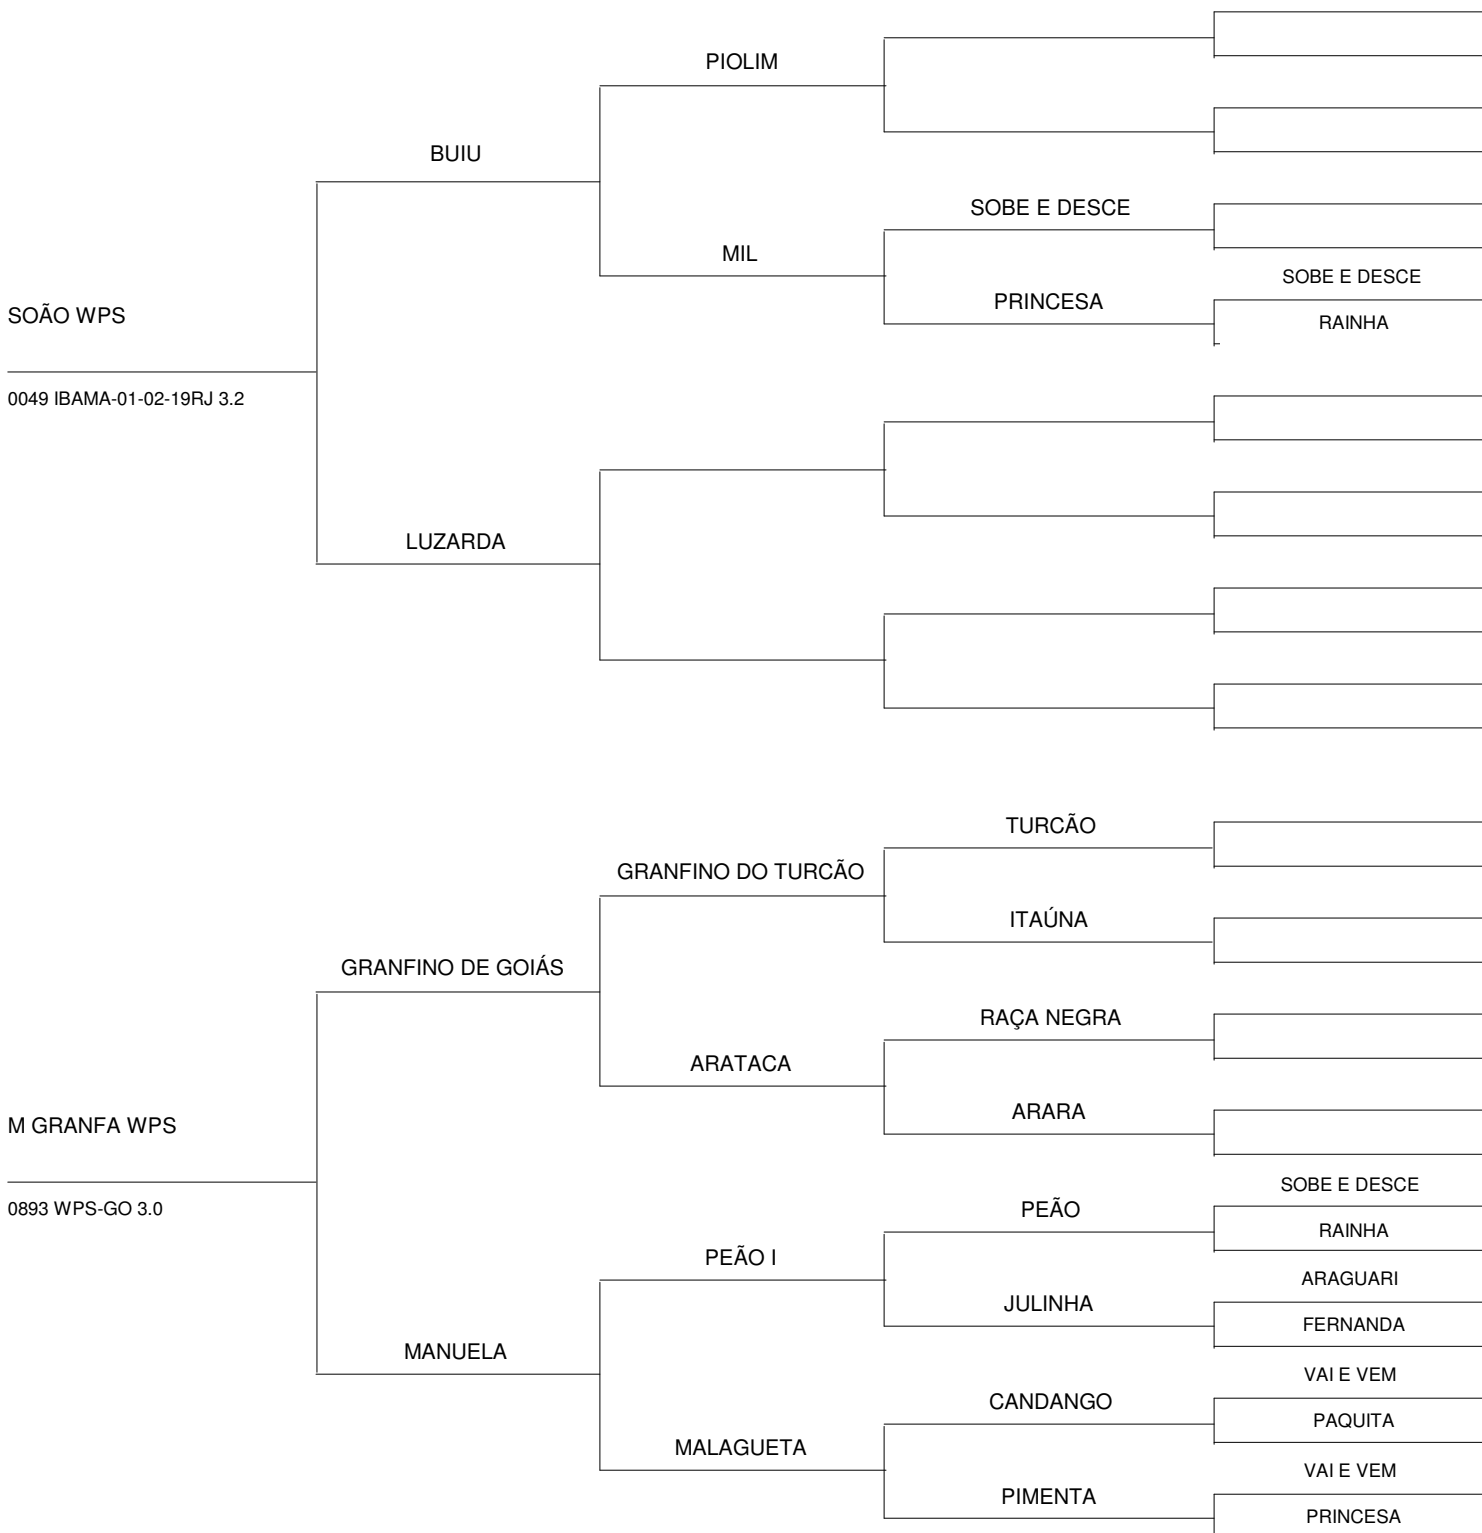 PIOLIM
BUIU
SOBE E DESCE
MIL
SOBE E DESCE
PRINCESA
RAINHA
SOÃO WPS
0049 IBAMA-01-02-19RJ 3.2
LUZARDA
TURCÃO
GRANFINO DO TURCÃO
ITAÚNA
GRANFINO DE GOIÁS
RAÇA NEGRA
ARATACA
ARARA
M GRANFA WPS
0893 WPS-GO 3.0
SOBE E DESCE
PEÃO
RAINHA
PEÃO I
ARAGUARI
JULINHA
FERNANDA
MANUELA
VAI E VEM
CANDANGO
PAQUITA
MALAGUETA
VAI E VEM
PIMENTA
PRINCESA